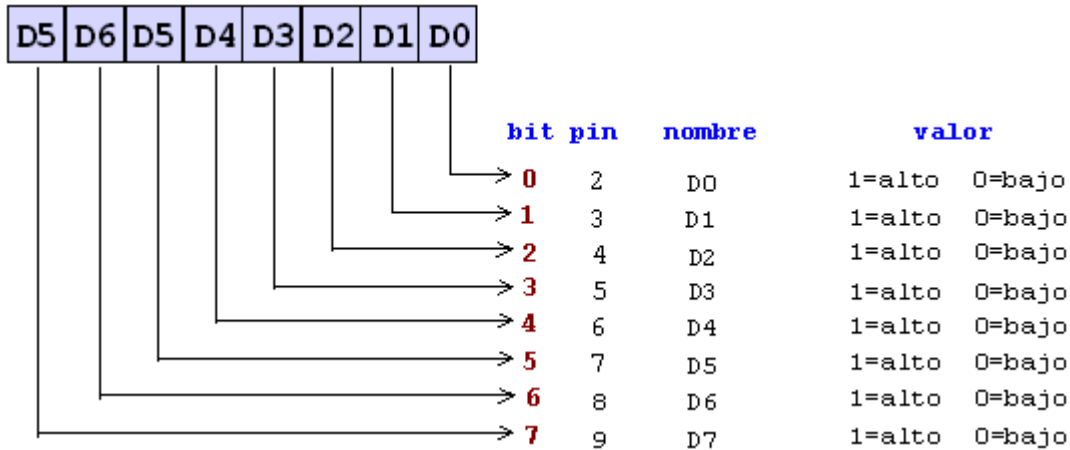 D5 D6 D5 D4 D3 D2 D1 D0
bit pin nombre valor
0 2 D0 1=alto 0=bajo
1 3 D1 1=alto 0=bajo
2 4 D2 1=alto 0=bajo
3 5 D3 1=alto 0=bajo
4 6 D4 1=alto 0=bajo
5 7 D5 1=alto 0=bajo
6 8 D6 1=alto 0=bajo
7 9 D7 1=alto 0=bajo